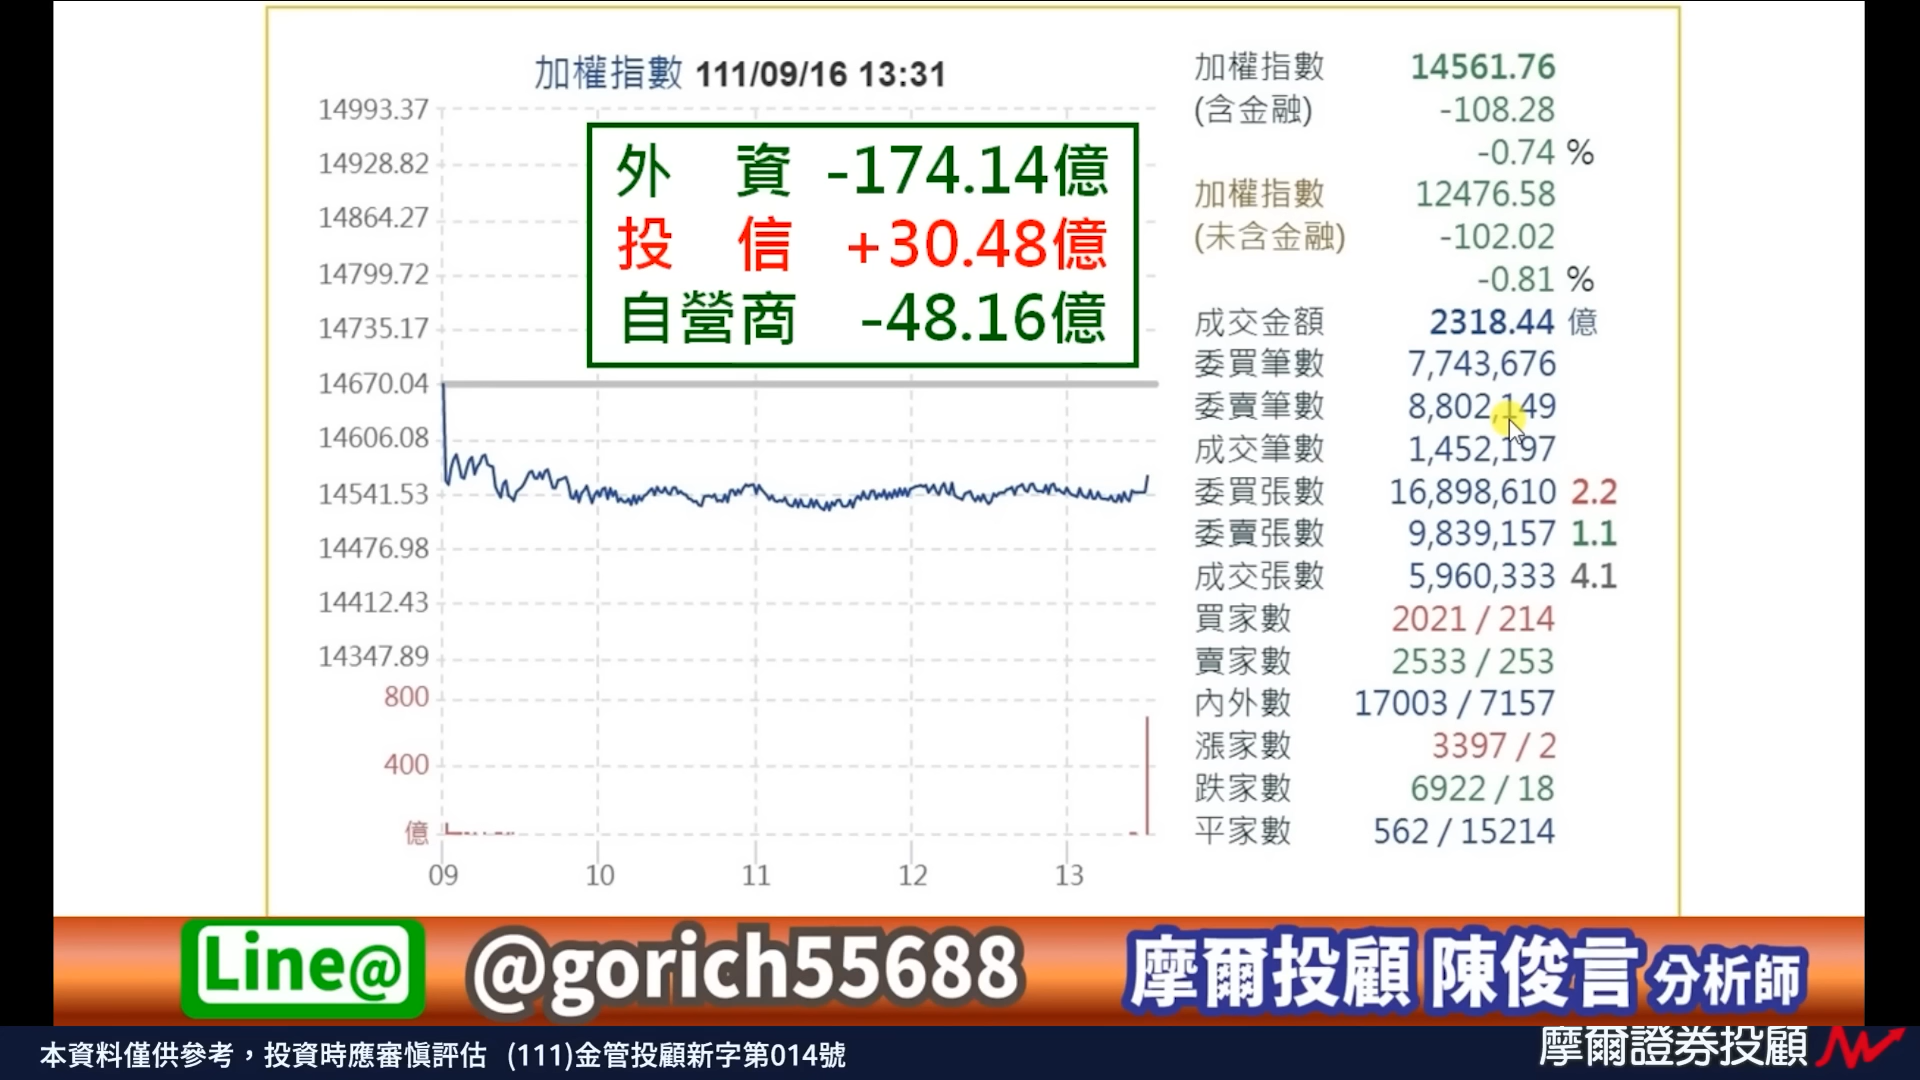 加權指數 111/09/16 13:31
14993.37
14928.82
14864.27
14799.72
14735.17
14670.04
14606.08
14541.53
14476.98
14412.43
14347.89
800
400
億
09 10 11 12 13
外 資 -174.14億
投 信 +30.48億
自營商 -48.16億
加權指數 14561.76
(含金融) -108.28
-0.74 %
加權指數 12476.58
(未含金融) -102.02
-0.81 %
成交金額 2318.44 億
委買筆數 7,743,676
委賣筆數 8,802,149
成交筆數 1,452,197
委買張數 16,898,610 2.2
委賣張數 9,839,157 1.1
成交張數 5,960,333 4.1
買家數 2021 / 214
賣家數 2533 / 253
內外數 17003 / 7157
漲家數 3397 / 2
跌家數 6922 / 18
平家數 562 / 15214
Line@ @gorich55688 摩爾投顧 陳俊言 分析師
本資料僅供參考，投資時應審慎評估 (111)金管投顧新字第014號
摩爾證券投顧